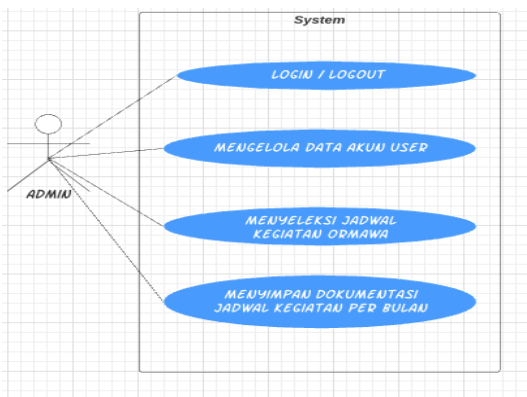 System
LOGIN / LOGOUT
MENGELOLA DATA AKUN USER
ADMIN
MENYELEKSI JADWAL
KEGIATAN ORMAWA
MENYIMPAN DOKUMENTASI
JADWAL KEGIATAN PER BULAN